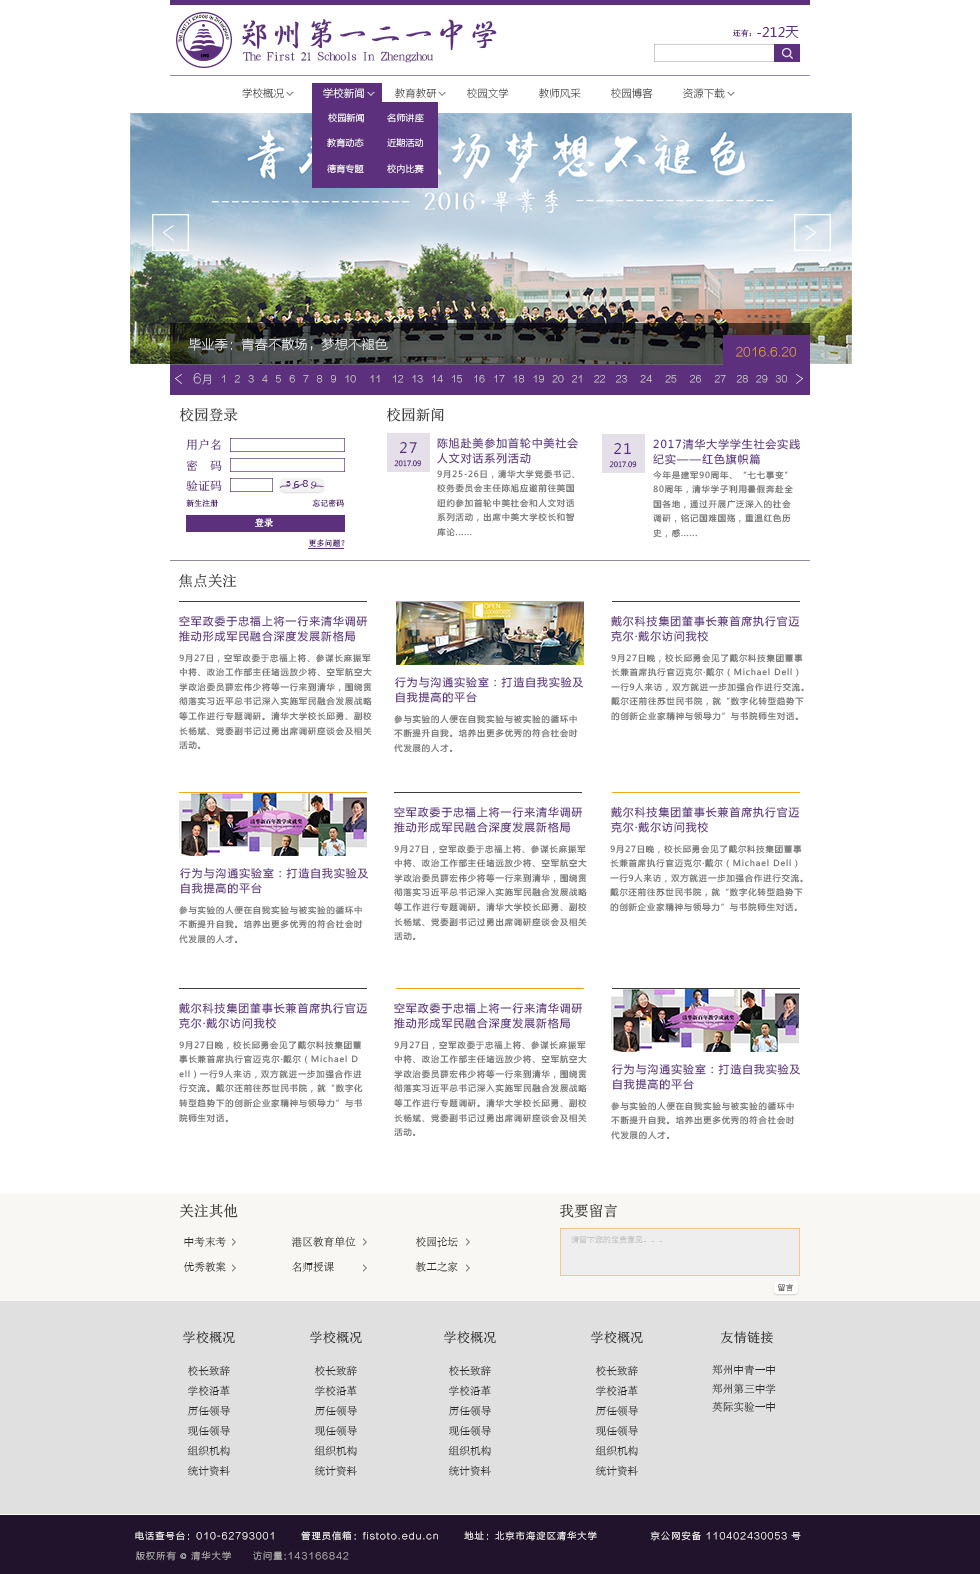 郑州第一二一中学
The First 21 Schools In Zhengzhou
还有：-212天
学校概况 学校新闻 教育教研 校园文学 教师风采 校园博客 资源下载
校园新闻 名师讲座
教育动态 近期活动
德育专题 校内比赛
青 场梦想不褪色
2016·毕业季
毕业季：青春不散场，梦想不褪色
2016.6.20
6月 1 2 3 4 5 6 7 8 9 10 11 12 13 14 15 16 17 18 19 20 21 22 23 24 25 26 27 28 29 30
校园登录
用户名
密 码
验证码 5689
新生注册 忘记密码
登录
更多问题?
校园新闻
27
2017.09
陈旭赴美参加首轮中美社会
人文对话系列活动
9月25-26日，清华大学党委书记、
校务委员会主任陈旭应邀前往美国
纽约参加首轮中美社会和人文对话
系列活动，出席中美大学校长和智
库论......
21
2017.09
2017清华大学学生社会实践
纪实——红色旗帜篇
今年是建军90周年、“七七事变”
80周年，清华学子利用暑假奔赴全
国各地，通过开展广泛深入的社会
调研，铭记国难国殇，重温红色历
史，感......
焦点关注
空军政委于忠福上将一行来清华调研
推动形成军民融合深度发展新格局
9月27日，空军政委于忠福上将、参谋长麻振军
中将、政治工作部主任堵远放少将、空军航空大
学政治委员薛宏伟少将等一行来到清华，围绕贯
彻落实习近平总书记深入实施军民融合发展战略
等工作进行专题调研。清华大学校长邱勇、副校
长杨斌、党委副书记过勇出席调研座谈会及相关
活动。
OPEN
行为与沟通实验室：打造自我实验及
自我提高的平台
参与实验的人便在自我实验与被实验的循环中
不断提升自我。培养出更多优秀的符合社会时
代发展的人才。
戴尔科技集团董事长兼首席执行官迈
克尔·戴尔访问我校
9月27日晚，校长邱勇会见了戴尔科技集团董事
长兼首席执行官迈克尔·戴尔（Michael Dell）
一行9人来访，双方就进一步加强合作进行交流。
戴尔还前往苏世民书院，就“数字化转型趋势下
的创新企业家精神与领导力”与书院师生对话。
清华新百年教学成就奖
行为与沟通实验室：打造自我实验及
自我提高的平台
参与实验的人便在自我实验与被实验的循环中
不断提升自我。培养出更多优秀的符合社会时
代发展的人才。
空军政委于忠福上将一行来清华调研
推动形成军民融合深度发展新格局
9月27日，空军政委于忠福上将、参谋长麻振军
中将、政治工作部主任堵远放少将、空军航空大
学政治委员薛宏伟少将等一行来到清华，围绕贯
彻落实习近平总书记深入实施军民融合发展战略
等工作进行专题调研。清华大学校长邱勇、副校
长杨斌、党委副书记过勇出席调研座谈会及相关
活动。
戴尔科技集团董事长兼首席执行官迈
克尔·戴尔访问我校
9月27日晚，校长邱勇会见了戴尔科技集团董事
长兼首席执行官迈克尔·戴尔（Michael Dell）
一行9人来访，双方就进一步加强合作进行交流。
戴尔还前往苏世民书院，就“数字化转型趋势下
的创新企业家精神与领导力”与书院师生对话。
戴尔科技集团董事长兼首席执行官迈
克尔·戴尔访问我校
9月27日晚，校长邱勇会见了戴尔科技集团董
事长兼首席执行官迈克尔·戴尔（Michael D
ell）一行9人来访，双方就进一步加强合作进
行交流。戴尔还前往苏世民书院，就“数字化
转型趋势下的创新企业家精神与领导力”与书
院师生对话。
空军政委于忠福上将一行来清华调研
推动形成军民融合深度发展新格局
9月27日，空军政委于忠福上将、参谋长麻振军
中将、政治工作部主任堵远放少将、空军航空大
学政治委员薛宏伟少将等一行来到清华，围绕贯
彻落实习近平总书记深入实施军民融合发展战略
等工作进行专题调研。清华大学校长邱勇、副校
长杨斌、党委副书记过勇出席调研座谈会及相关
活动。
清华新百年教学成就奖
行为与沟通实验室：打造自我实验及
自我提高的平台
参与实验的人便在自我实验与被实验的循环中
不断提升自我。培养出更多优秀的符合社会时
代发展的人才。
关注其他
中考末考 港区教育单位 校园论坛
优秀教案 名师授课 教工之家
我要留言
请留下您的宝贵意见。。。
留言
学校概况 学校概况 学校概况 学校概况 友情链接
校长致辞 校长致辞 校长致辞 校长致辞 郑州中青一中
学校沿革 学校沿革 学校沿革 学校沿革 郑州第三中学
历任领导 历任领导 历任领导 历任领导 英际实验一中
现任领导 现任领导 现任领导 现任领导
组织机构 组织机构 组织机构 组织机构
统计资料 统计资料 统计资料 统计资料
电话查号台：010-62793001 管理员信箱：fistoto.edu.cn 地址：北京市海淀区清华大学 京公网安备 110402430053 号
版权所有 © 清华大学 访问量:143166842